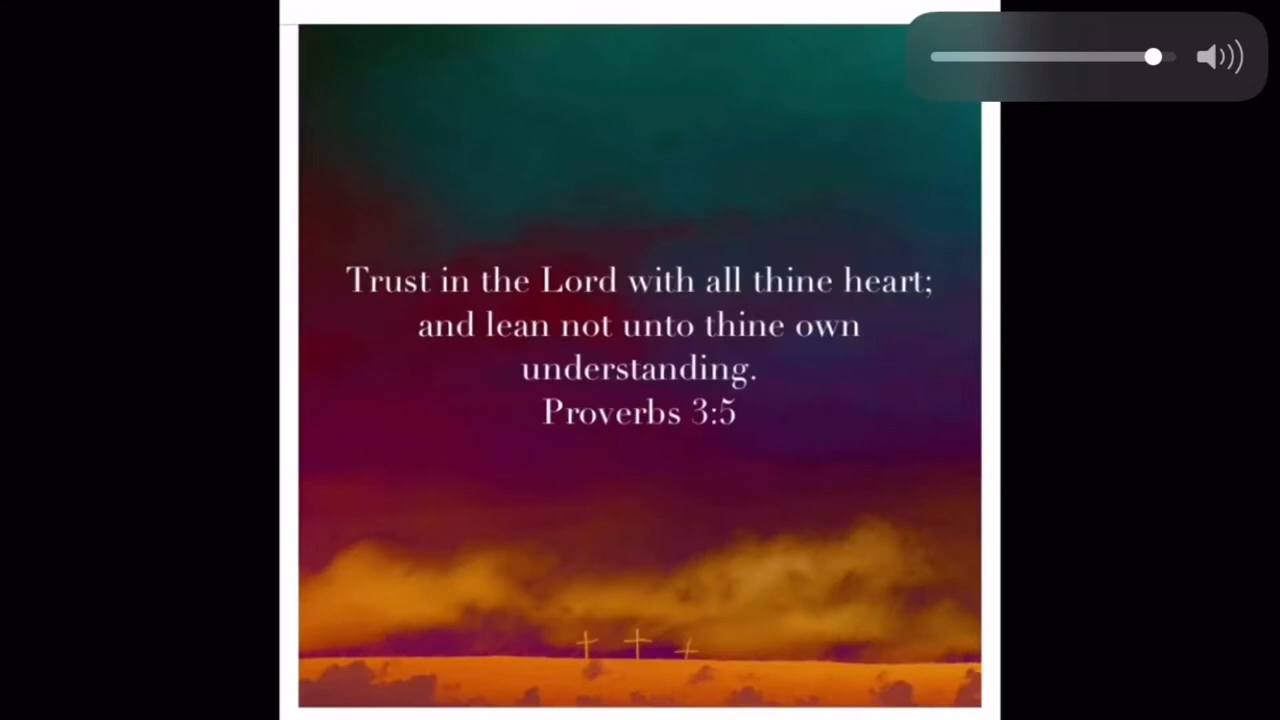 Trust in the Lord with all thine heart;
and lean not unto thine own
understanding.
Proverbs 3:5